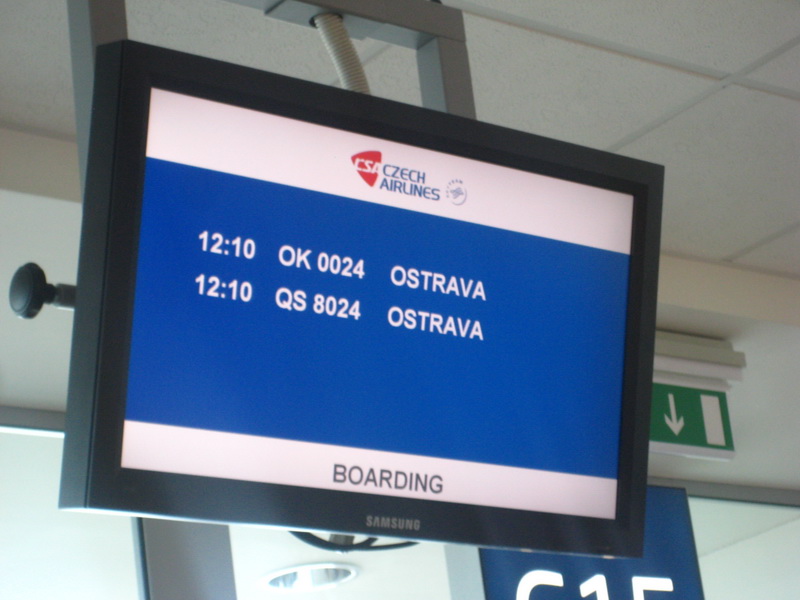 CSA CZECH
AIRLINES
12:10 OK 0024 OSTRAVA
12:10 QS 8024 OSTRAVA
BOARDING
SAMSUNG